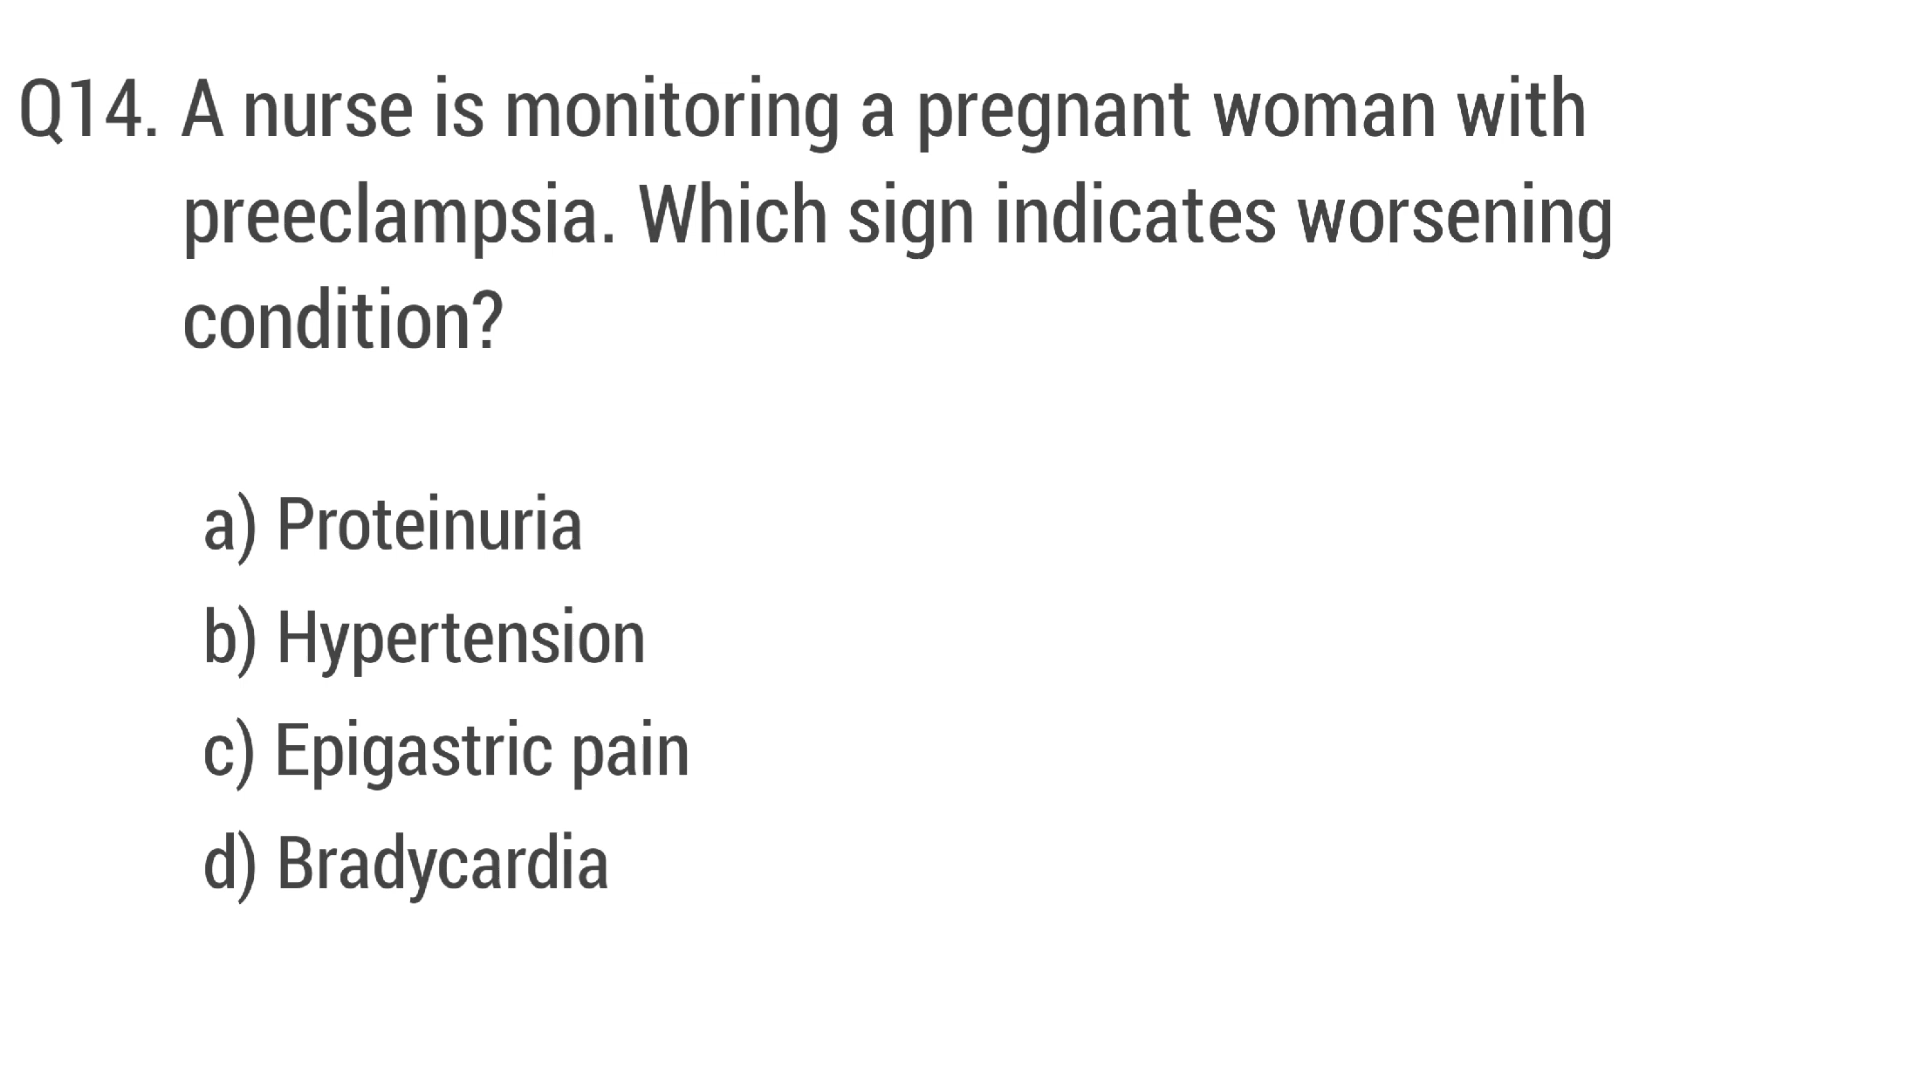 Q14. A nurse is monitoring a pregnant woman with
preeclampsia. Which sign indicates worsening
condition?
a) Proteinuria
b) Hypertension
c) Epigastric pain
d) Bradycardia